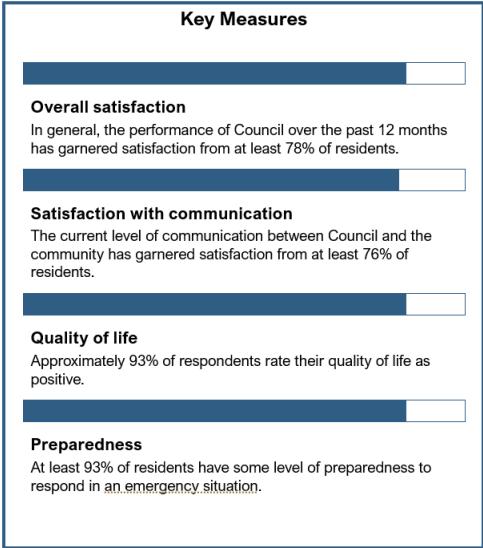 Key Measures
Overall satisfaction
In general, the performance of Council over the past 12 months
has garnered satisfaction from at least 78% of residents.
Satisfaction with communication
The current level of communication between Council and the
community has garnered satisfaction from at least 76% of
residents.
Quality of life
Approximately 93% of respondents rate their quality of life as
positive.
Preparedness
At least 93% of residents have some level of preparedness to
respond in an emergency situation.